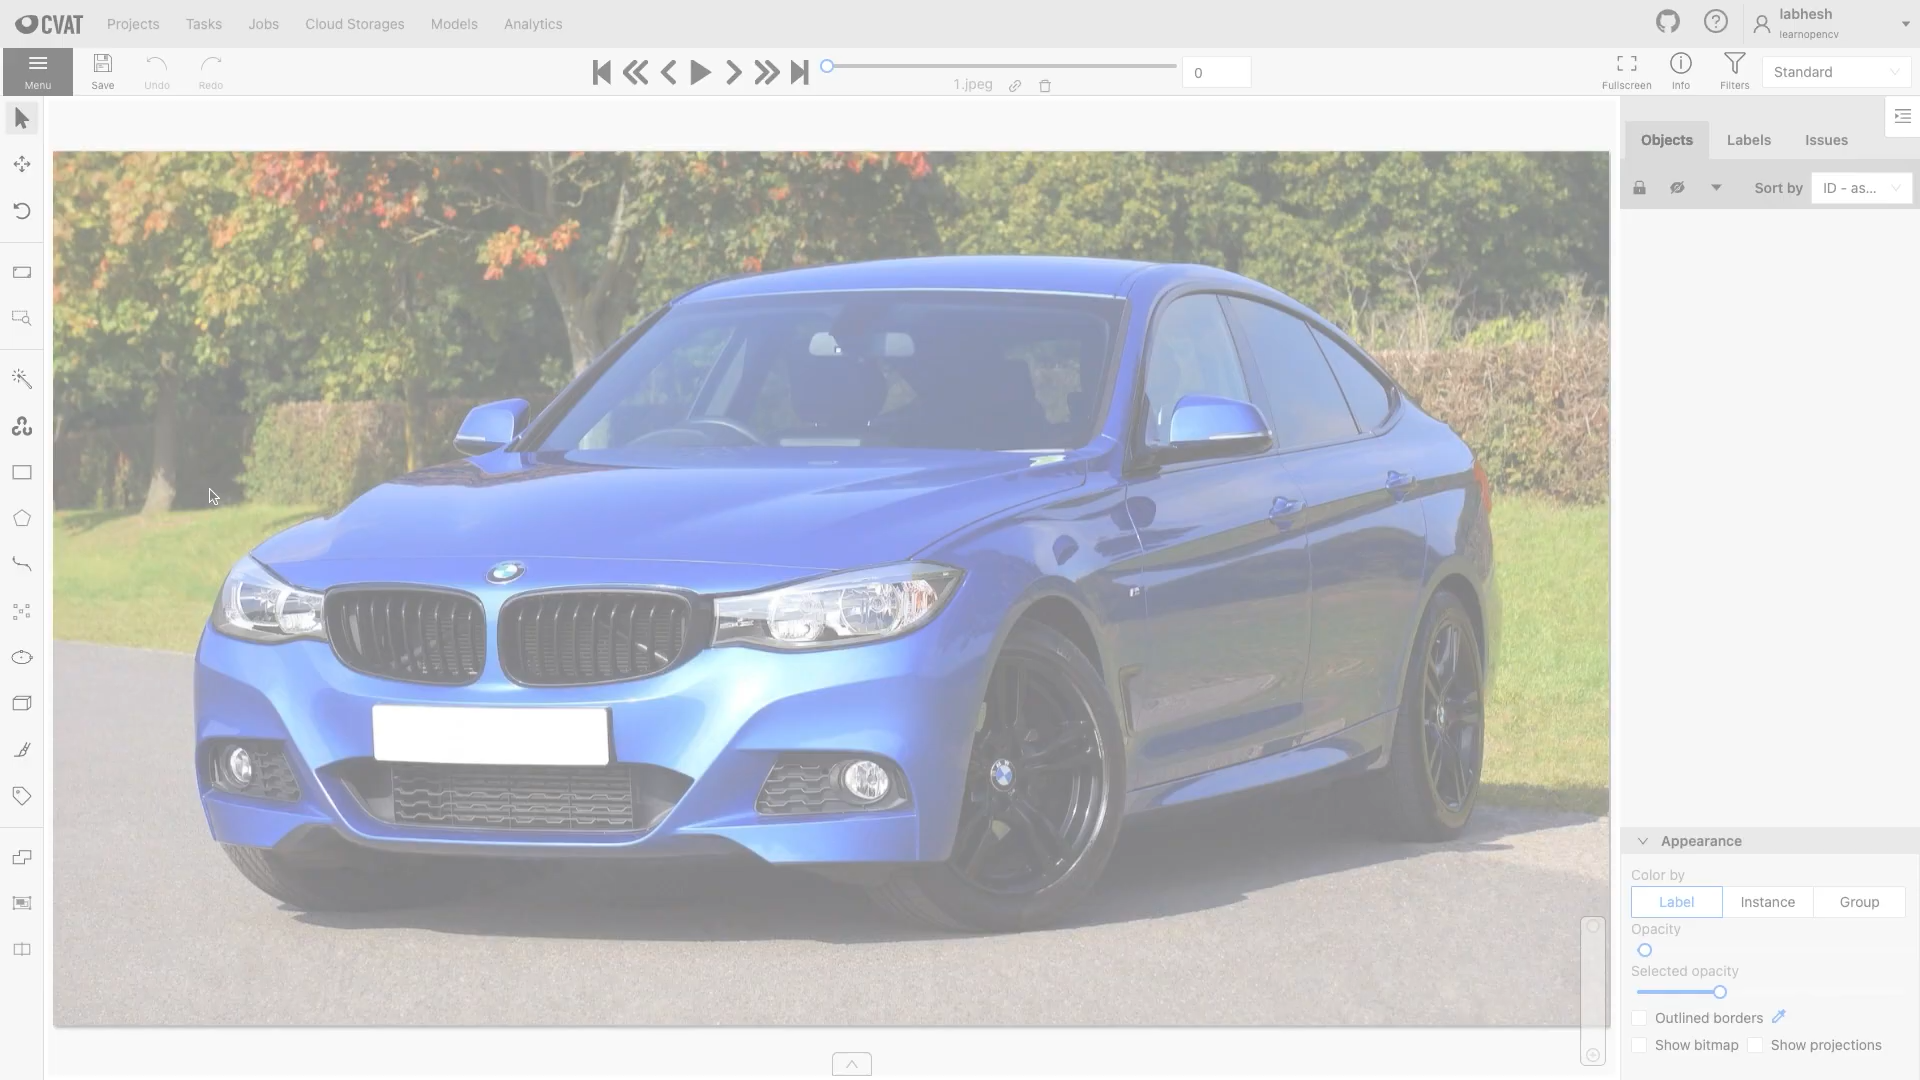 CVAT Projects Tasks Jobs Cloud Storages Models Analytics labhesh
learnopencv
Menu Save Undo Redo 1.jpeg 0 Fullscreen Info Filters Standard
Objects Labels Issues
Sort by ID - as...
Appearance
Color by
Label Instance Group
Opacity
Selected opacity
Outlined borders
Show bitmap Show projections